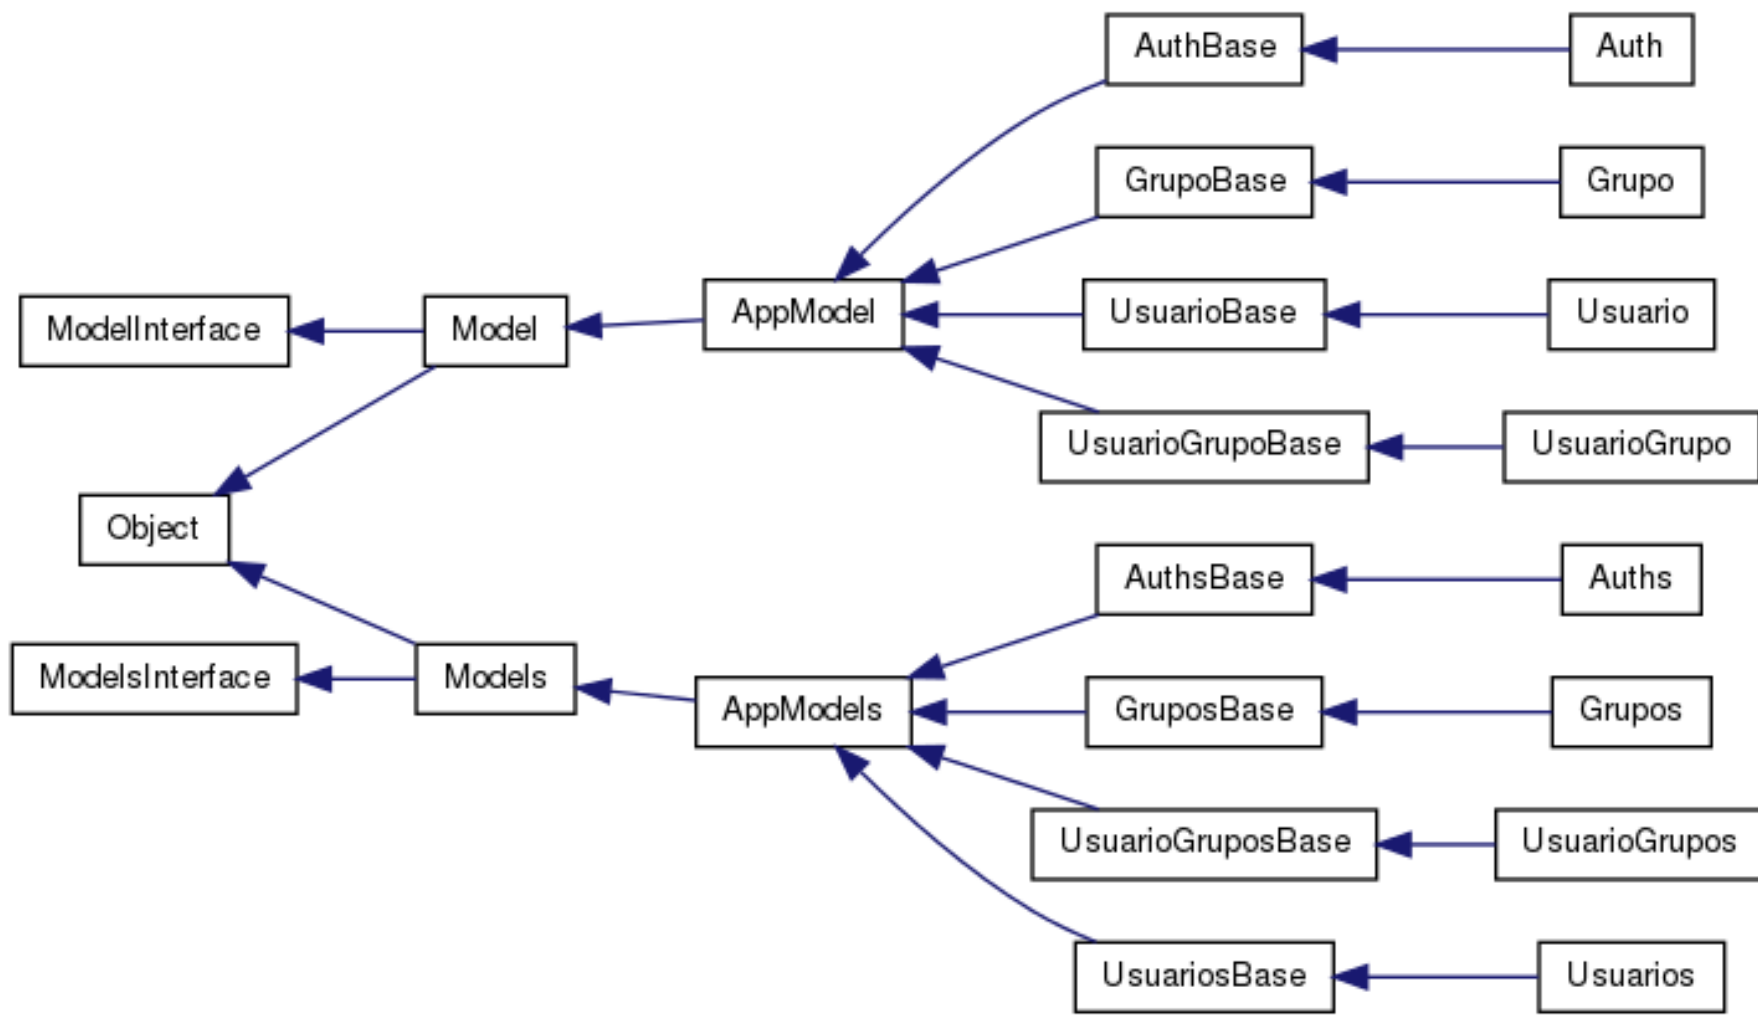 AuthBase
Auth
GrupoBase
Grupo
ModelInterface
Model
AppModel
UsuarioBase
Usuario
UsuarioGrupoBase
UsuarioGrupo
Object
AuthsBase
Auths
ModelsInterface
Models
AppModels
GruposBase
Grupos
UsuarioGruposBase
UsuarioGrupos
UsuariosBase
Usuarios